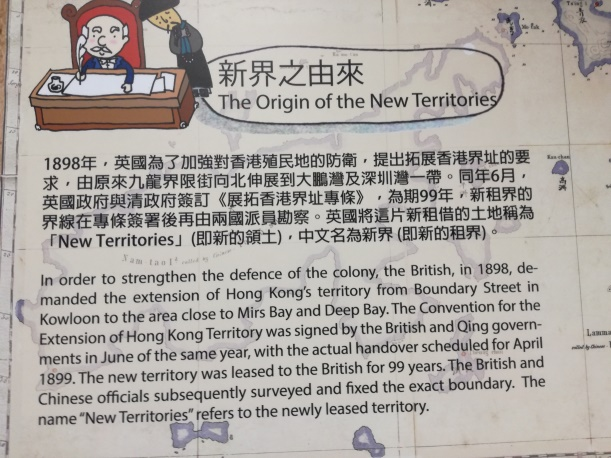 新界之由來
The Origin of the New Territories
1898年，英國為了加強對香港殖民地的防衛，提出拓展香港界址的要
求，由原來九龍界限街向北伸展到大鵬灣及深圳灣一帶。同年6月，
英國政府與清政府簽訂《展拓香港界址專條》，為期99年，新租界的
界線在專條簽署後再由兩國派員勘察。英國將這片新租借的土地稱為
「New Territories」(即新的領土)，中文名為新界 (即新的租界)。
In order to strengthen the defence of the colony, the British, in 1898, de-
manded the extension of Hong Kong's territory from Boundary Street in
Kowloon to the area close to Mirs Bay and Deep Bay. The Convention for the
Extension of Hong Kong Territory was signed by the British and Qing govern-
ments in June of the same year, with the actual handover scheduled for April
1899. The new territory was leased to the British for 99 years. The British and
Chinese officials subsequently surveyed and fixed the exact boundary. The
name "New Territories" refers to the newly leased territory.